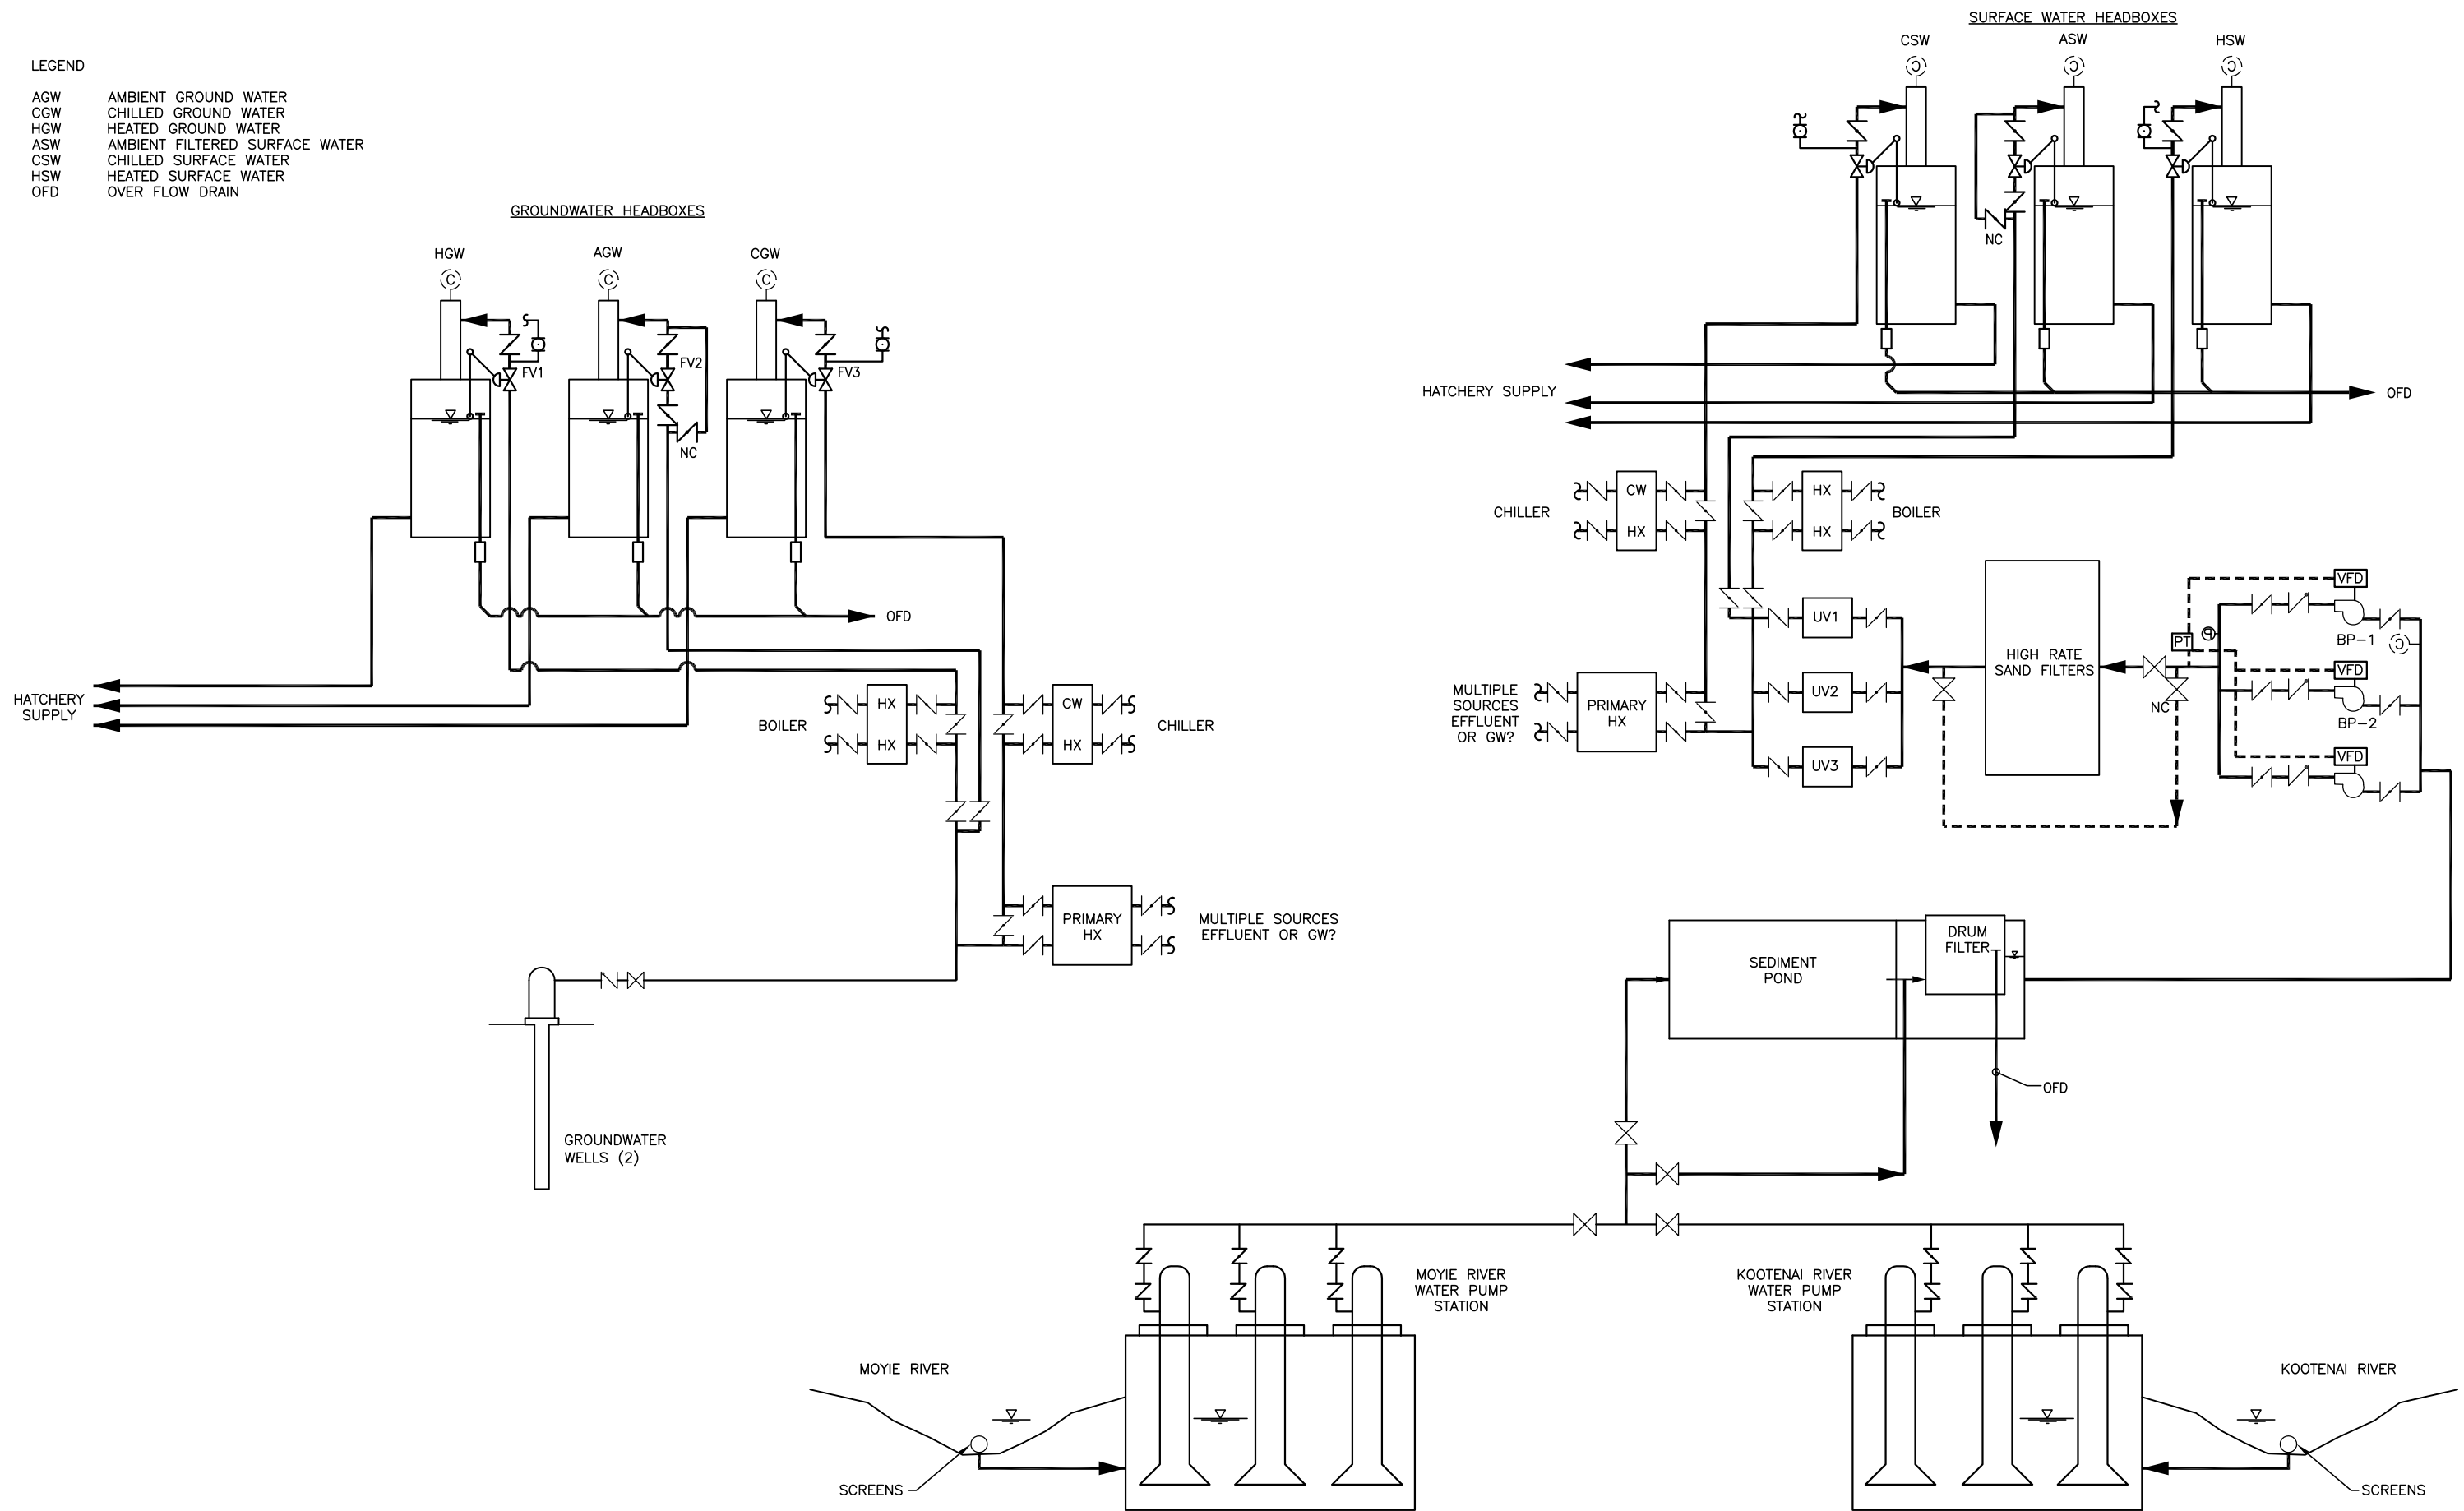 LEGEND
AGW AMBIENT GROUND WATER
CGW CHILLED GROUND WATER
HGW HEATED GROUND WATER
ASW AMBIENT FILTERED SURFACE WATER
CSW CHILLED SURFACE WATER
HSW HEATED SURFACE WATER
OFD OVER FLOW DRAIN
GROUNDWATER HEADBOXES
HGW
AGW
CGW
C
C
C
FV1
FV2
FV3
NC
OFD
HATCHERY
SUPPLY
BOILER
HX
HX
CW
HX
CHILLER
PRIMARY
HX
MULTIPLE SOURCES
EFFLUENT OR GW?
GROUNDWATER
WELLS (2)
SURFACE WATER HEADBOXES
CSW
ASW
HSW
C
C
C
NC
HATCHERY SUPPLY
OFD
CHILLER
CW
HX
HX
HX
BOILER
UV1
UV2
UV3
MULTIPLE
SOURCES
EFFLUENT
OR GW?
PRIMARY
HX
HIGH RATE
SAND FILTERS
PT
P
NC
VFD
BP-1
C
VFD
BP-2
VFD
SEDIMENT
POND
DRUM
FILTER
OFD
MOYIE RIVER
WATER PUMP
STATION
KOOTENAI RIVER
WATER PUMP
STATION
MOYIE RIVER
SCREENS
KOOTENAI RIVER
SCREENS